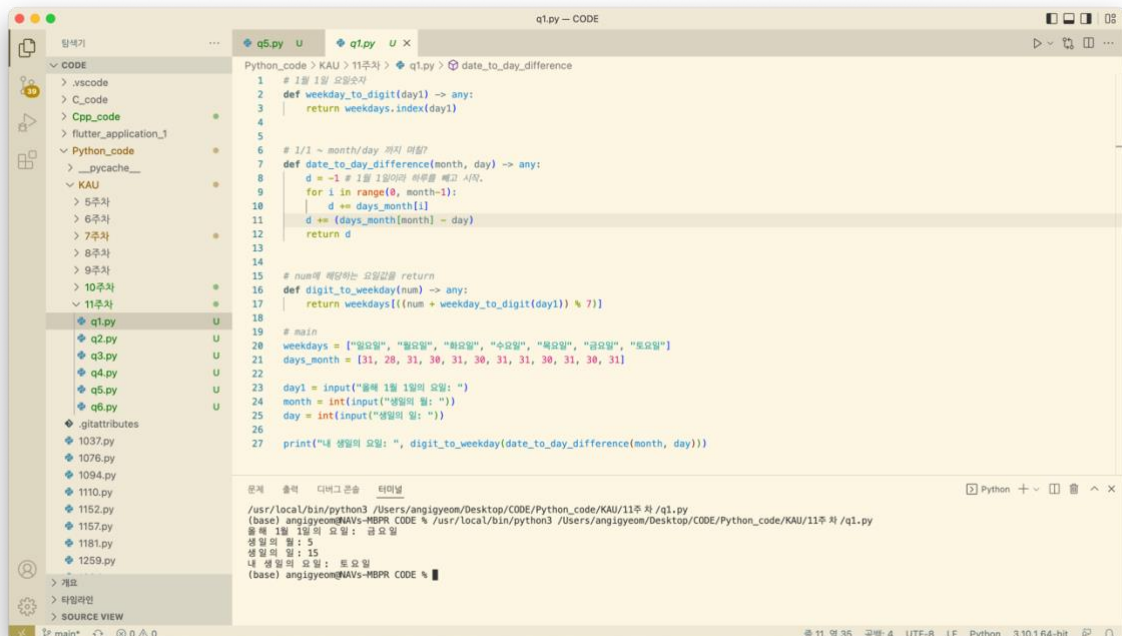 q1.py — CODE
탐색기
q5.py U
q1.py U
CODE
Python_code > KAU > 11주차 > q1.py > date_to_day_difference
.vscode
C_code
Cpp_code
flutter_application_1
Python_code
__pycache__
KAU
5주차
6주차
7주차
8주차
9주차
10주차
11주차
q1.py U
q2.py U
q3.py U
q4.py U
q5.py U
q6.py U
.gitattributes
1037.py
1076.py
1094.py
1110.py
1152.py
1157.py
1181.py
1259.py
개요
타임라인
SOURCE VIEW
39
1 # 1월 1일 요일숫자
2 def weekday_to_digit(day1) -> any:
3 return weekdays.index(day1)
4
5
6 # 1/1 ~ month/day 까지 며칠?
7 def date_to_day_difference(month, day) -> any:
8 d = -1 # 1월 1일이라 하루를 빼고 시작.
9 for i in range(0, month-1):
10 d += days_month[i]
11 d += (days_month[month] - day)
12 return d
13
14
15 # num에 해당하는 요일값을 return
16 def digit_to_weekday(num) -> any:
17 return weekdays[((num + weekday_to_digit(day1)) % 7)]
18
19 # main
20 weekdays = ["일요일", "월요일", "화요일", "수요일", "목요일", "금요일", "토요일"]
21 days_month = [31, 28, 31, 30, 31, 30, 31, 31, 30, 31, 30, 31]
22
23 day1 = input("올해 1월 1일의 요일: ")
24 month = int(input("생일의 월: "))
25 day = int(input("생일의 일: "))
26
27 print("내 생일의 요일: ", digit_to_weekday(date_to_day_difference(month, day)))
문제 출력 디버그 콘솔 터미널
Python
/usr/local/bin/python3 /Users/angigyeom/Desktop/CODE/Python_code/KAU/11주차/q1.py
(base) angigyeom@NAVs-MBPR CODE % /usr/local/bin/python3 /Users/angigyeom/Desktop/CODE/Python_code/KAU/11주차/q1.py
올해 1월 1일의 요일: 금요일
생일의 월: 5
생일의 일: 15
내 생일의 요일: 토요일
(base) angigyeom@NAVs-MBPR CODE %
main* 0 0 줄 11, 열 35 공백: 4 UTF-8 LF Python 3.10.1 64-bit